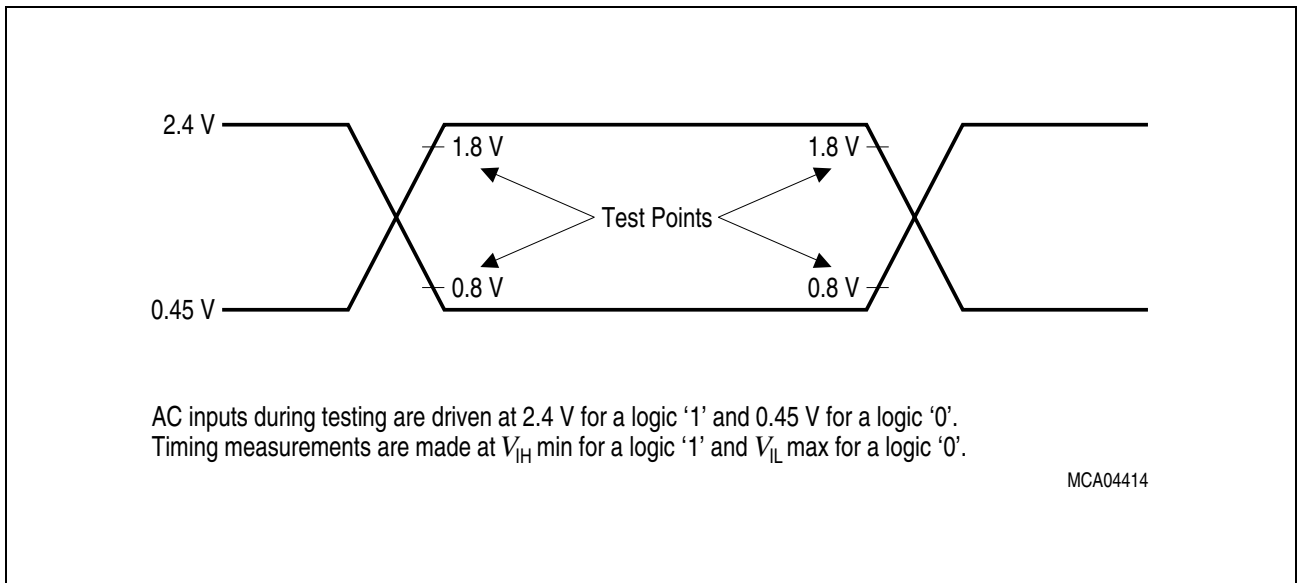 2.4 V
1.8 V
1.8 V
Test Points
0.8 V
0.8 V
0.45 V
AC inputs during testing are driven at 2.4 V for a logic ‘1’ and 0.45 V for a logic ‘0’.
Timing measurements are made at VIH min for a logic ‘1’ and VIL max for a logic ‘0’.
MCA04414